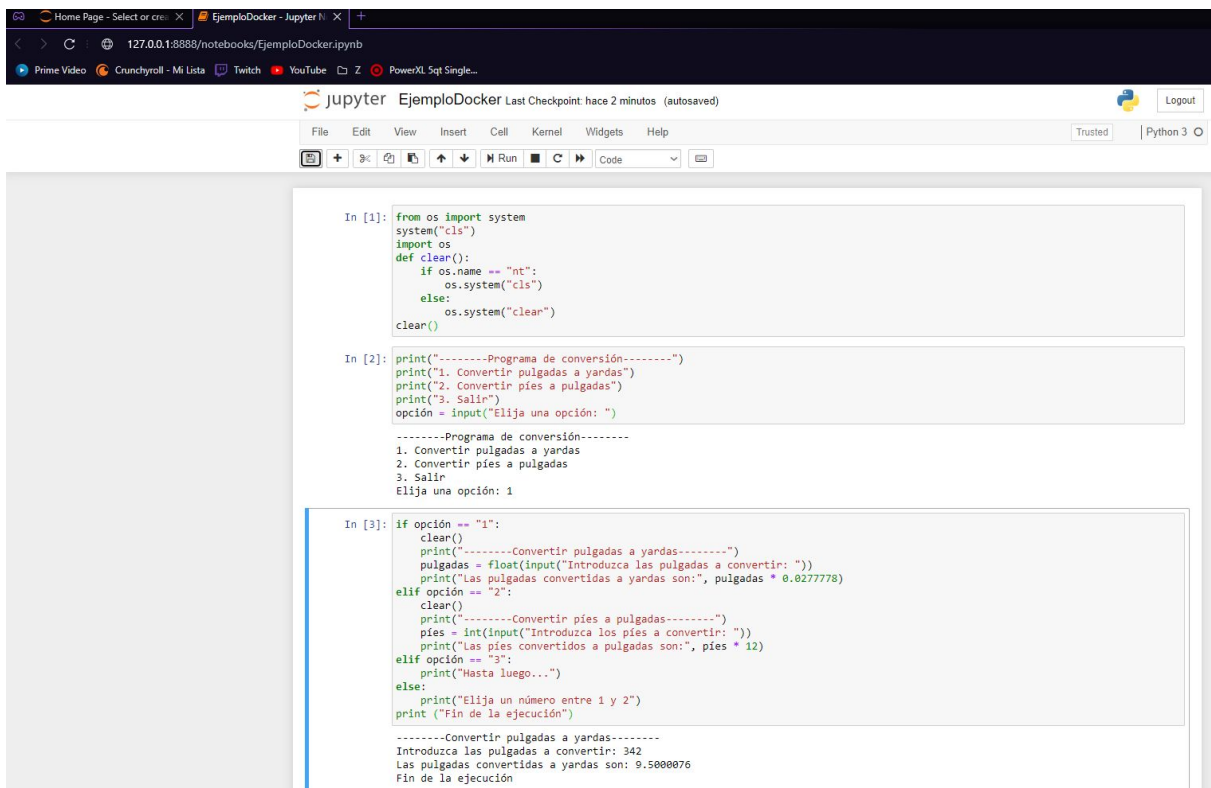 Home Page - Select or crea
EjemploDocker - Jupyter N
127.0.0.1:8888/notebooks/EjemploDocker.ipynb
Prime Video Crunchyroll - Mi Lista Twitch YouTube Z PowerXL 5qt Single...
jupyter EjemploDocker Last Checkpoint: hace 2 minutos (autosaved)
Logout
File Edit View Insert Cell Kernel Widgets Help
Trusted
Python 3
Run
Code
In [1]: from os import system
system("cls")
import os
def clear():
    if os.name == "nt":
        os.system("cls")
    else:
        os.system("clear")
clear()
In [2]: print("--------Programa de conversión--------")
print("1. Convertir pulgadas a yardas")
print("2. Convertir píes a pulgadas")
print("3. Salir")
opción = input("Elija una opción: ")
--------Programa de conversión--------
1. Convertir pulgadas a yardas
2. Convertir píes a pulgadas
3. Salir
Elija una opción: 1
In [3]: if opción == "1":
    clear()
    print("--------Convertir pulgadas a yardas--------")
    pulgadas = float(input("Introduzca las pulgadas a convertir: "))
    print("Las pulgadas convertidas a yardas son:", pulgadas * 0.0277778)
elif opción == "2":
    clear()
    print("--------Convertir píes a pulgadas--------")
    píes = int(input("Introduzca los píes a convertir: "))
    print("Las píes convertidos a pulgadas son:", píes * 12)
elif opción == "3":
    print("Hasta luego...")
else:
    print("Elija un número entre 1 y 2")
print ("Fin de la ejecución")
--------Convertir pulgadas a yardas--------
Introduzca las pulgadas a convertir: 342
Las pulgadas convertidas a yardas son: 9.5000076
Fin de la ejecución